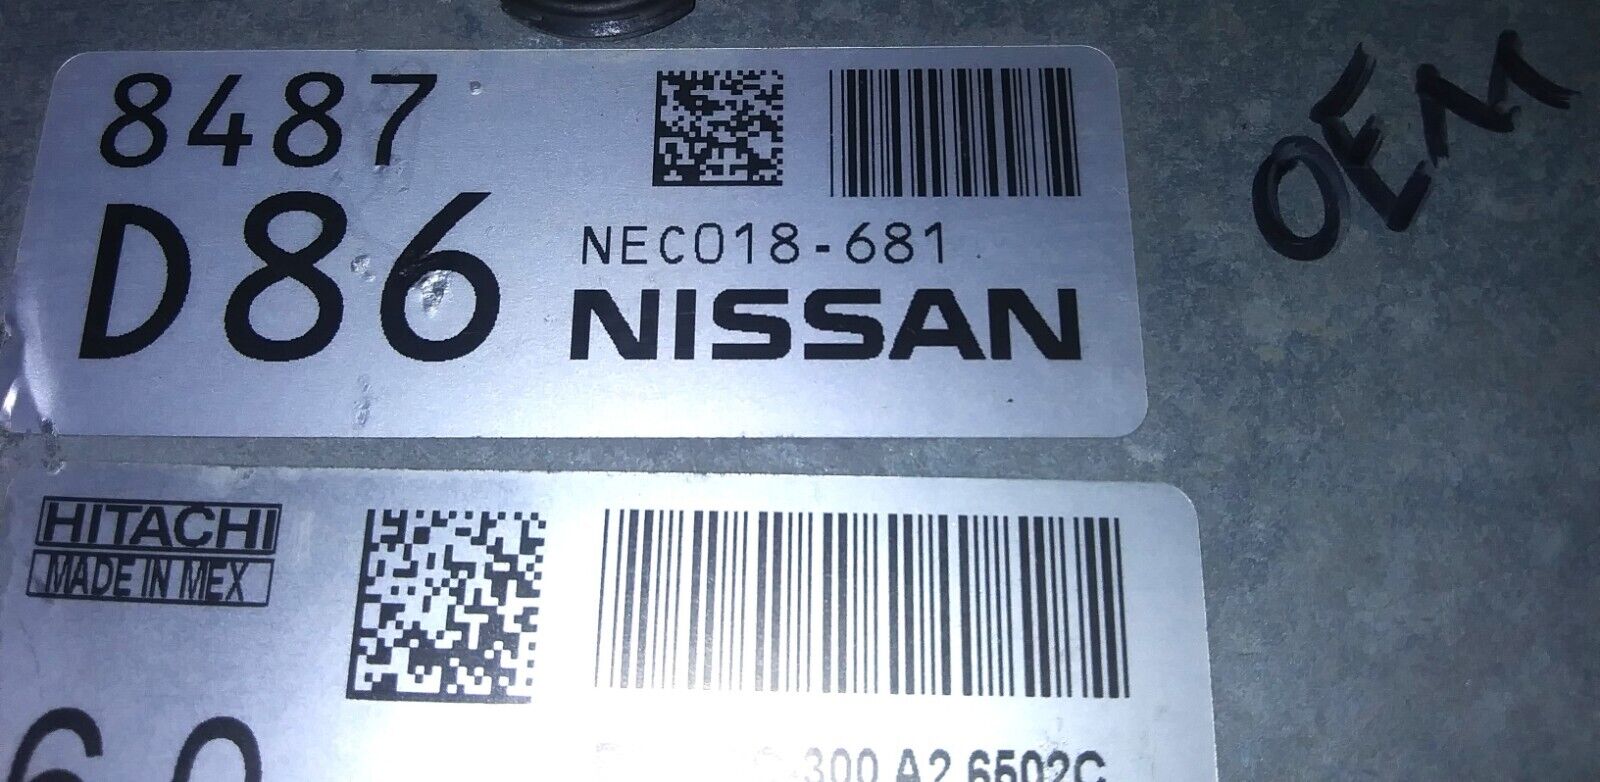 8487
D86
NEC018-681
NISSAN
OEM
HITACHI
MADE IN MEX
300 A2 6502C